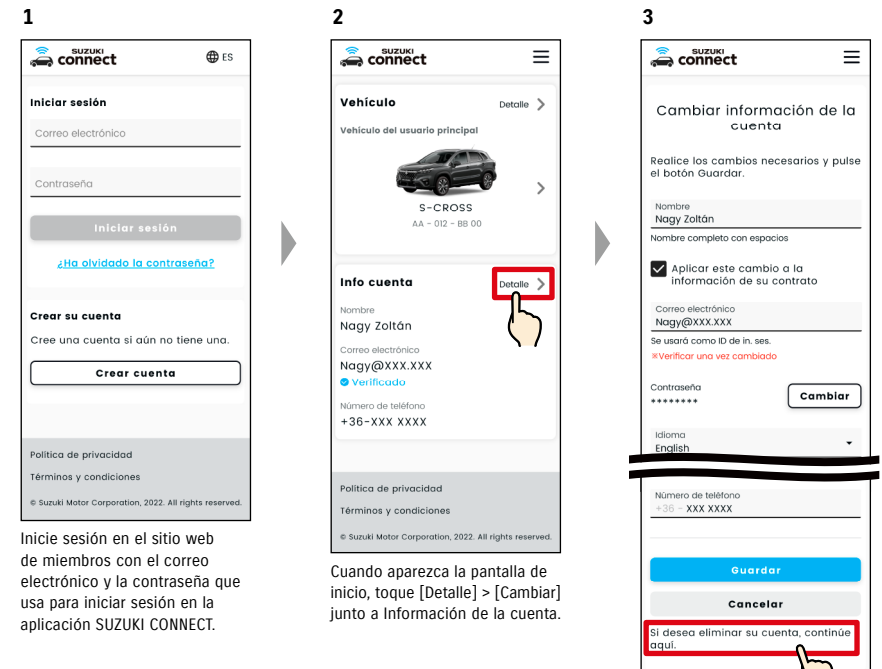 1
SUZUKI
connect
ES
Iniciar sesión
Correo electrónico
Contraseña
Iniciar sesión
¿Ha olvidado la contraseña?
Crear su cuenta
Cree una cuenta si aún no tiene una.
Crear cuenta
Política de privacidad
Términos y condiciones
© Suzuki Motor Corporation, 2022. All rights reserved.
Inicie sesión en el sitio web
de miembros con el correo
electrónico y la contraseña que
usa para iniciar sesión en la
aplicación SUZUKI CONNECT.
2
SUZUKI
connect
Vehículo
Detalle
Vehículo del usuario principal
S-CROSS
AA - 012 - BB 00
Info cuenta
Detalle
Nombre
Nagy Zoltán
Correo electrónico
Nagy@XXX.XXX
Verificado
Número de teléfono
+36-XXX XXXX
Política de privacidad
Términos y condiciones
© Suzuki Motor Corporation, 2022. All rights reserved.
Cuando aparezca la pantalla de
inicio, toque [Detalle] > [Cambiar]
junto a Información de la cuenta.
3
SUZUKI
connect
Cambiar información de la
cuenta
Realice los cambios necesarios y pulse
el botón Guardar.
Nombre
Nagy Zoltán
Nombre completo con espacios
Aplicar este cambio a la
información de su contrato
Correo electrónico
Nagy@XXX.XXX
Se usará como ID de in. ses.
※Verificar una vez cambiado
Contraseña
********
Cambiar
Idioma
English
Número de teléfono
+36 - XXX XXXX
Guardar
Cancelar
Si desea eliminar su cuenta, continúe
aquí.